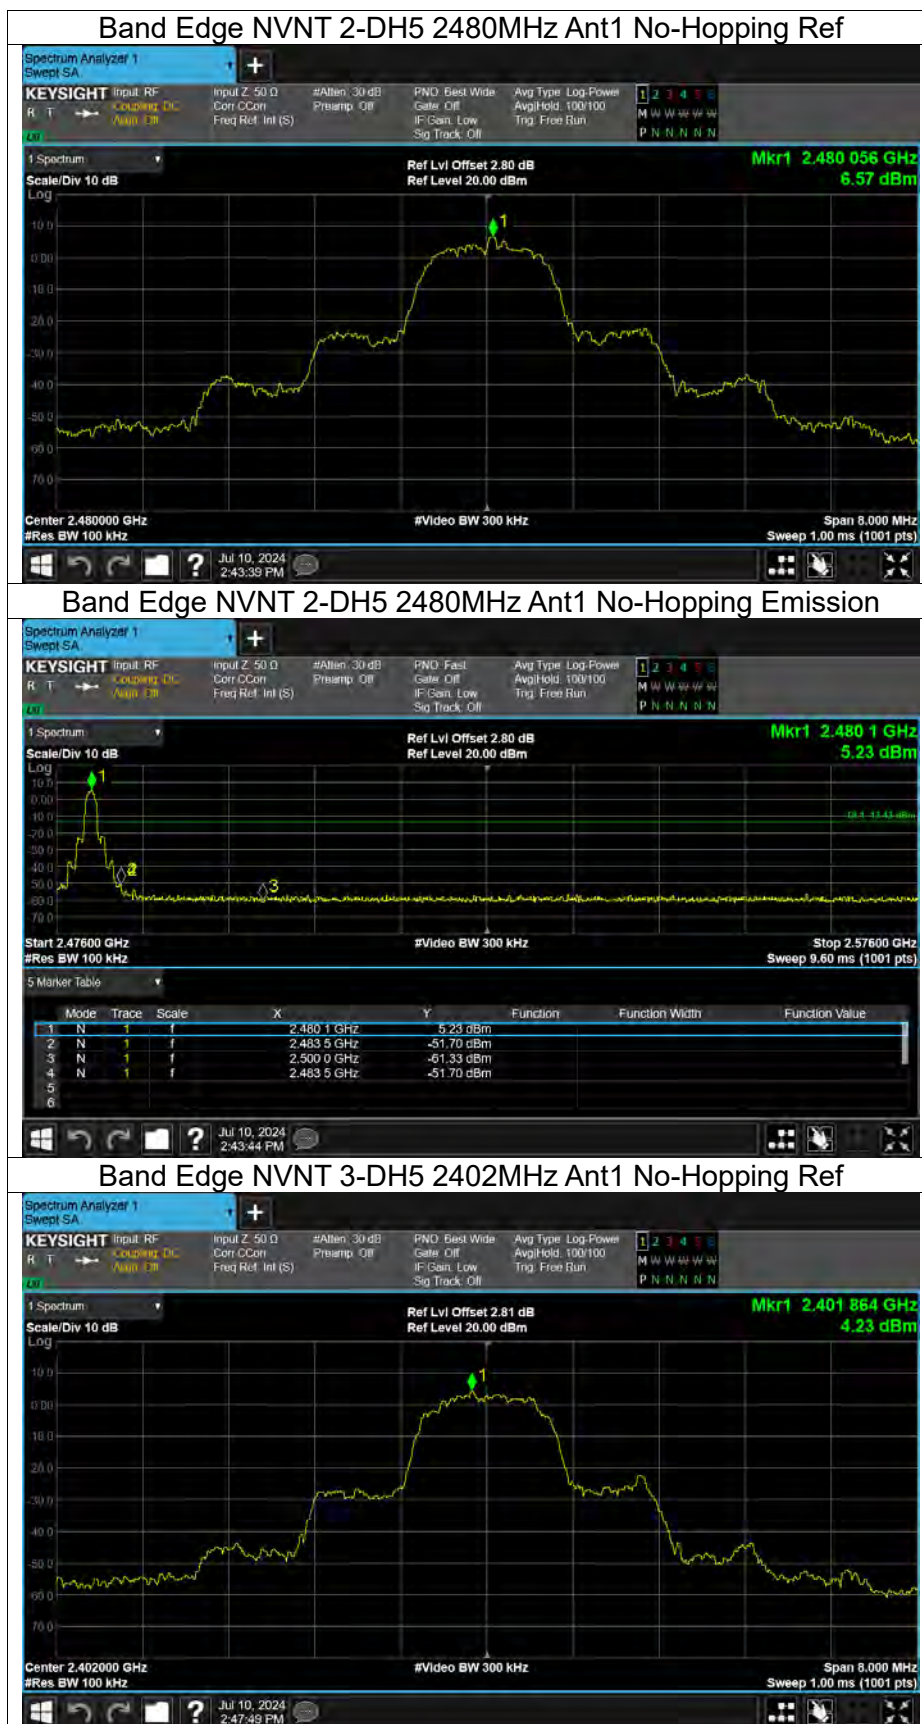 Band Edge NVNT 2-DH5 2480MHz Ant1 No-Hopping Ref
Spectrum Analyzer 1
Swept SA
+
KEYSIGHT Input: RF Input Z: 50 Ω #Atten: 30 dB PNO: Best Wide Avg Type: Log-Power 1 2 3 4 5 6
R T Coupling: DC Corr CCorr Preamp: Off Gate: Off Avg|Hold: 100/100 M W W W W W
Align: Off Freq Ref: Int (S) IF Gain: Low Trig: Free Run
Sig Track: Off P N N N N N
1 Spectrum
Ref Lvl Offset 2.80 dB
Mkr1 2.480 056 GHz
Scale/Div 10 dB
Ref Level 20.00 dBm
6.57 dBm
Log
1
Center 2.480000 GHz
#Video BW 300 kHz
Span 8.000 MHz
#Res BW 100 kHz
Sweep 1.00 ms (1001 pts)
?
Jul 10, 2024
2:43:39 PM
Band Edge NVNT 2-DH5 2480MHz Ant1 No-Hopping Emission
Spectrum Analyzer 1
Swept SA
+
KEYSIGHT Input: RF Input Z: 50 Ω #Atten: 30 dB PNO: Fast Avg Type: Log-Power 1 2 3 4 5 6
R T Coupling: DC Corr CCorr Preamp: Off Gate: Off Avg|Hold: 100/100 M W W W W W
Align: Off Freq Ref: Int (S) IF Gain: Low Trig: Free Run
Sig Track: Off P N N N N N
1 Spectrum
Ref Lvl Offset 2.80 dB
Mkr1 2.480 1 GHz
Scale/Div 10 dB
Ref Level 20.00 dBm
5.23 dBm
Log
1
DL1 -13.43 dBm
3
Start 2.47600 GHz
#Video BW 300 kHz
Stop 2.57600 GHz
#Res BW 100 kHz
Sweep 9.60 ms (1001 pts)
5 Marker Table
Mode Trace Scale X Y Function Function Width Function Value
1 N 1 f 2.480 1 GHz 5.23 dBm
2 N 1 f 2.483 5 GHz -51.70 dBm
3 N 1 f 2.500 0 GHz -61.33 dBm
4 N 1 f 2.483 5 GHz -51.70 dBm
5
6
?
Jul 10, 2024
2:43:44 PM
Band Edge NVNT 3-DH5 2402MHz Ant1 No-Hopping Ref
Spectrum Analyzer 1
Swept SA
+
KEYSIGHT Input: RF Input Z: 50 Ω #Atten: 30 dB PNO: Best Wide Avg Type: Log-Power 1 2 3 4 5 6
R T Coupling: DC Corr CCorr Preamp: Off Gate: Off Avg|Hold: 100/100 M W W W W W
Align: Off Freq Ref: Int (S) IF Gain: Low Trig: Free Run
Sig Track: Off P N N N N N
1 Spectrum
Ref Lvl Offset 2.81 dB
Mkr1 2.401 864 GHz
Scale/Div 10 dB
Ref Level 20.00 dBm
4.23 dBm
Log
1
Center 2.402000 GHz
#Video BW 300 kHz
Span 8.000 MHz
#Res BW 100 kHz
Sweep 1.00 ms (1001 pts)
?
Jul 10, 2024
2:47:49 PM